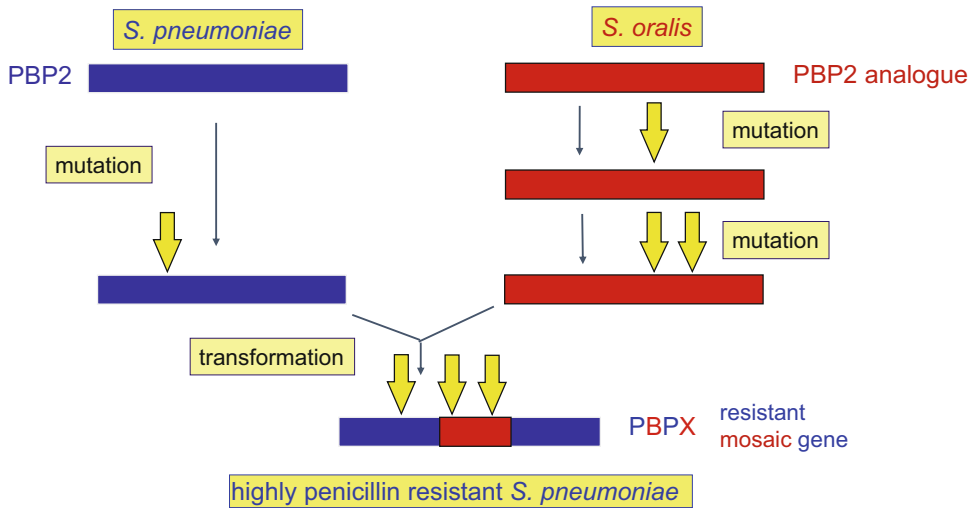 S. pneumoniae
S. oralis
PBP2
PBP2 analogue
mutation
mutation
mutation
transformation
PBPX
resistant
mosaic gene
highly penicillin resistant S. pneumoniae